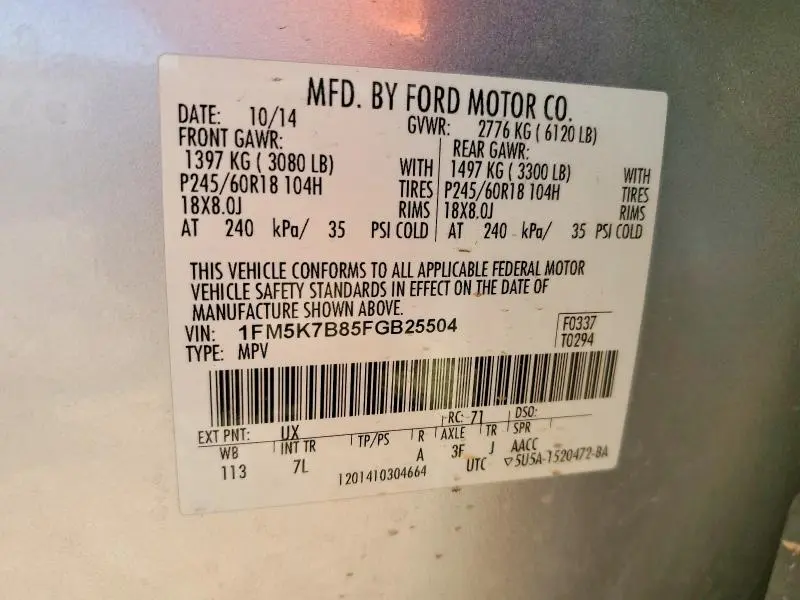 MFD. BY FORD MOTOR CO.
DATE: 10/14 GVWR: 2776 KG ( 6120 LB)
FRONT GAWR: REAR GAWR:
1397 KG ( 3080 LB) WITH 1497 KG ( 3300 LB) WITH
P245/60R18 104H TIRES P245/60R18 104H TIRES
18X8.0J RIMS 18X8.0J RIMS
AT 240 kPa/ 35 PSI COLD AT 240 kPa/ 35 PSI COLD
THIS VEHICLE CONFORMS TO ALL APPLICABLE FEDERAL MOTOR
VEHICLE SAFETY STANDARDS IN EFFECT ON THE DATE OF
MANUFACTURE SHOWN ABOVE.
VIN: 1FM5K7B85FGB25504 F0337
TYPE: MPV T0294
EXT PNT: UX RC: 71 DSO:
WB INT TR TP/PS R AXLE TR SPR
113 7L A 3F J AACC
1201410304664 UTC ▽5U5A-1520472-BA